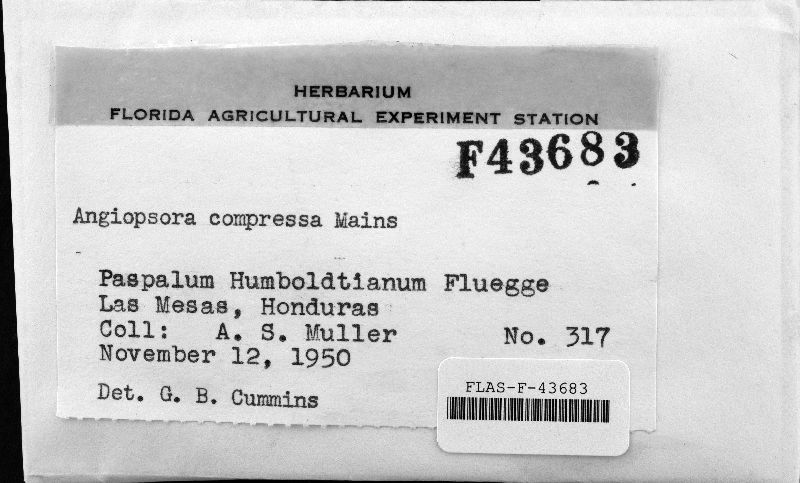 HERBARIUM
FLORIDA AGRICULTURAL EXPERIMENT STATION
F43683
Angiopsora compressa Mains
Paspalum Humboldtianum Fluegge
Las Mesas, Honduras
Coll: A. S. Muller No. 317
November 12, 1950
Det. G. B. Cummins
FLAS-F-43683